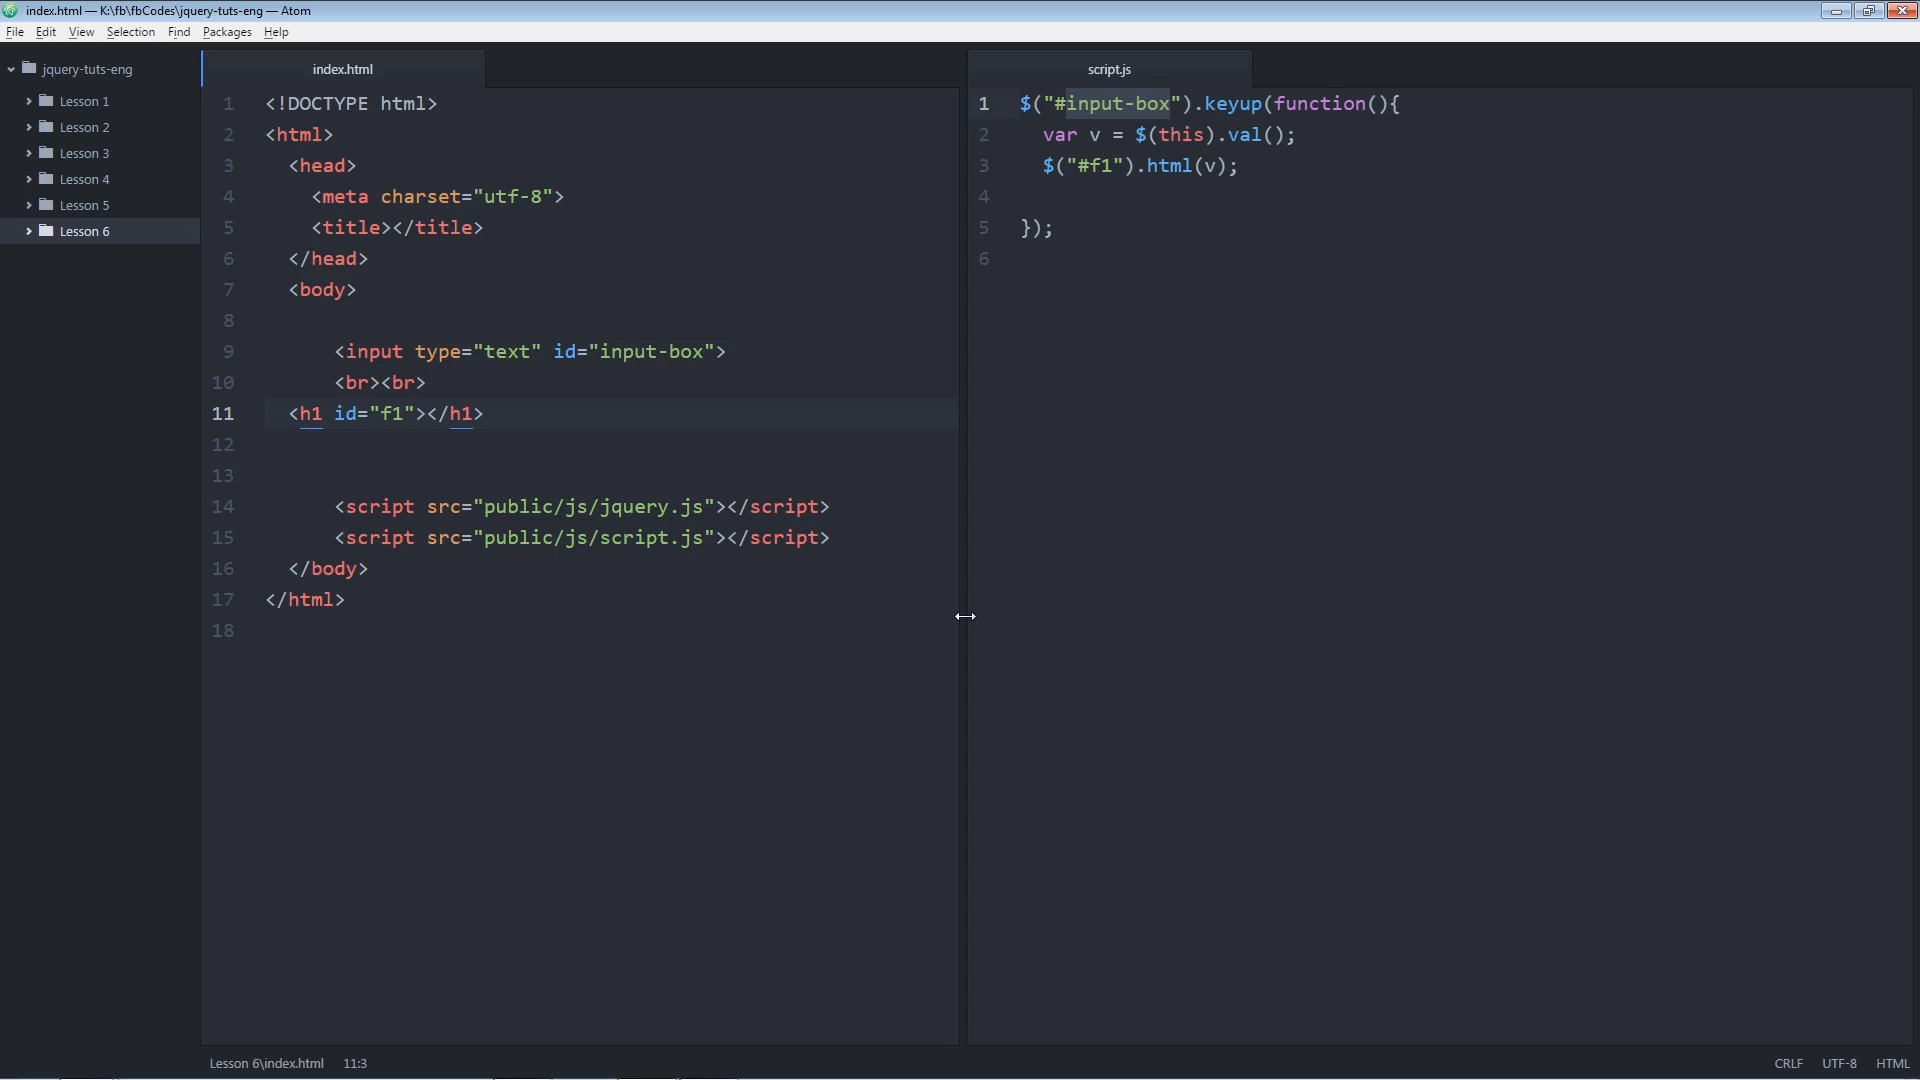 index.html — K:\fb\fbCodes\jquery-tuts-eng — Atom
File Edit View Selection Find Packages Help
jquery-tuts-eng
Lesson 1
Lesson 2
Lesson 3
Lesson 4
Lesson 5
Lesson 6
index.html
1 <!DOCTYPE html>
2 <html>
3 <head>
4 <meta charset="utf-8">
5 <title></title>
6 </head>
7 <body>
8
9 <input type="text" id="input-box">
10 <br><br>
11 <h1 id="f1"></h1>
12
13
14 <script src="public/js/jquery.js"></script>
15 <script src="public/js/script.js"></script>
16 </body>
17 </html>
18
script.js
1 $("#input-box").keyup(function(){
2 var v = $(this).val();
3 $("#f1").html(v);
4
5 });
6
Lesson 6\index.html 11:3
CRLF UTF-8 HTML